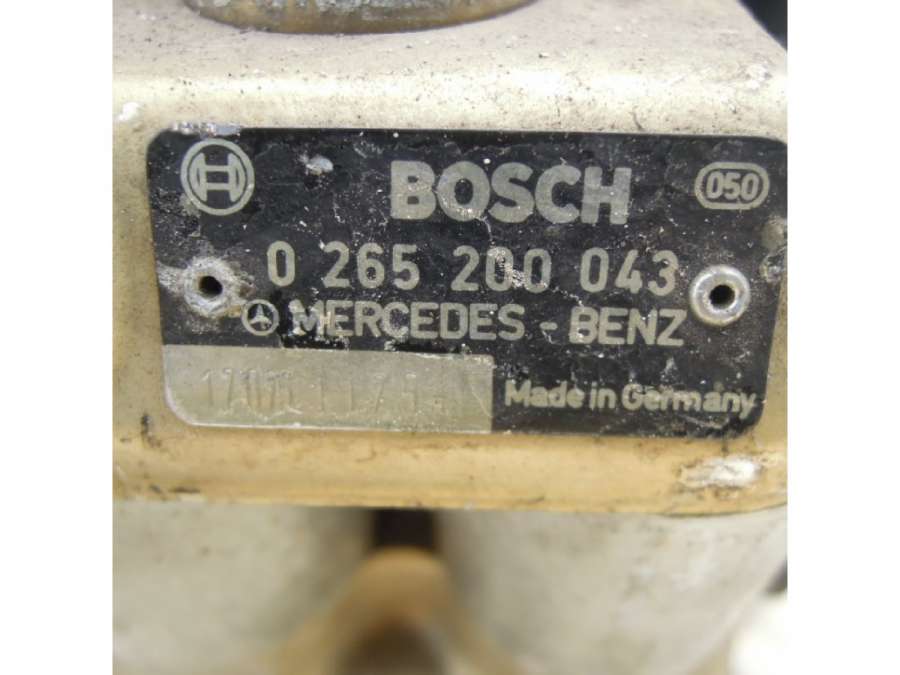 BOSCH
050
0 265 200 043
MERCEDES - BENZ
Made in Germany